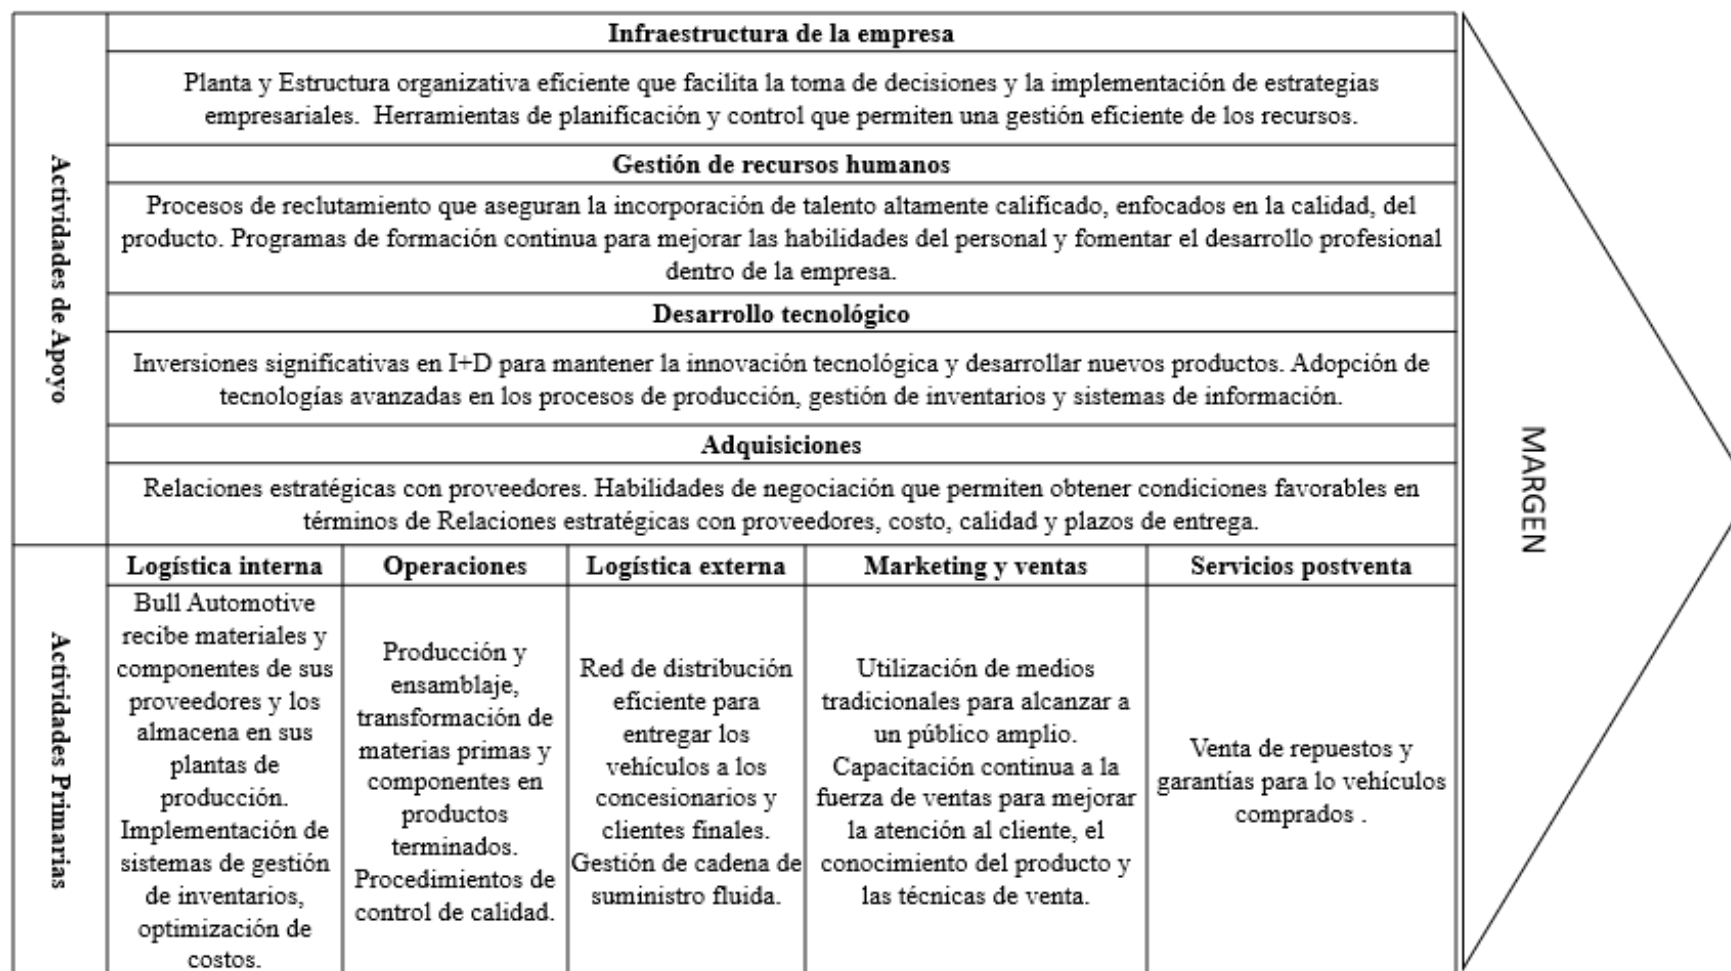 Infraestructura de la empresa
Planta y Estructura organizativa eficiente que facilita la toma de decisiones y la implementación de estrategias
empresariales.  Herramientas de planificación y control que permiten una gestión eficiente de los recursos.
Actividades de Apoyo
Gestión de recursos humanos
Procesos de reclutamiento que aseguran la incorporación de talento altamente calificado, enfocados en la calidad, del
producto. Programas de formación continua para mejorar las habilidades del personal y fomentar el desarrollo profesional
dentro de la empresa.
Desarrollo tecnológico
Inversiones significativas en I+D para mantener la innovación tecnológica y desarrollar nuevos productos. Adopción de
tecnologías avanzadas en los procesos de producción, gestión de inventarios y sistemas de información.
Adquisiciones
Relaciones estratégicas con proveedores. Habilidades de negociación que permiten obtener condiciones favorables en
términos de Relaciones estratégicas con proveedores, costo, calidad y plazos de entrega.
Actividades Primarias
Logística interna
Bull Automotive
recibe materiales y
componentes de sus
proveedores y los
almacena en sus
plantas de
producción.
Implementación de
sistemas de gestión
de inventarios,
optimización de
costos.
Operaciones
Producción y
ensamblaje,
transformación de
materias primas y
componentes en
productos
terminados.
Procedimientos de
control de calidad.
Logística externa
Red de distribución
eficiente para
entregar los
vehículos a los
concesionarios y
clientes finales.
Gestión de cadena de
suministro fluida.
Marketing y ventas
Utilización de medios
tradicionales para alcanzar a
un público amplio.
Capacitación continua a la
fuerza de ventas para mejorar
la atención al cliente, el
conocimiento del producto y
las técnicas de venta.
Servicios postventa
Venta de repuestos y
garantías para lo vehículos
comprados .
MARGEN